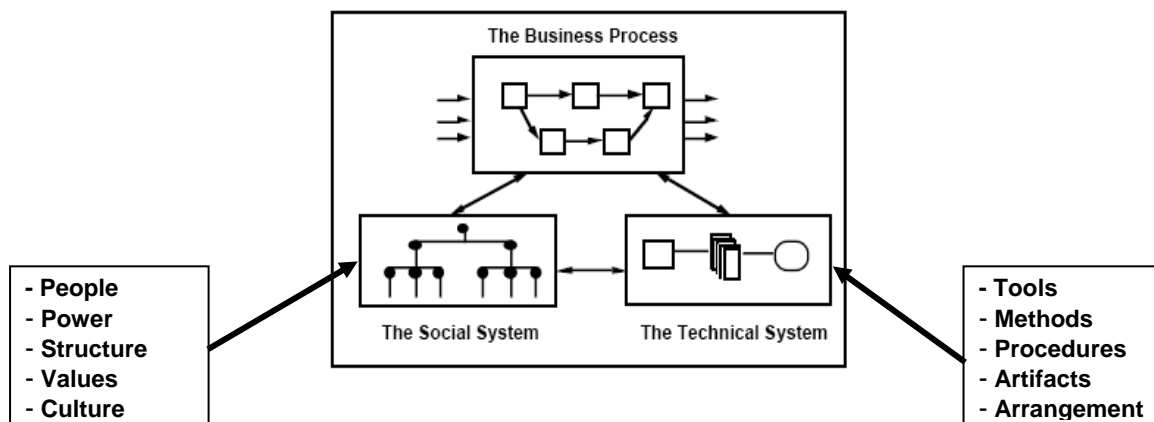 The Business Process
The Social System
The Technical System
- People
- Power
- Structure
- Values
- Culture
- Tools
- Methods
- Procedures
- Artifacts
- Arrangement